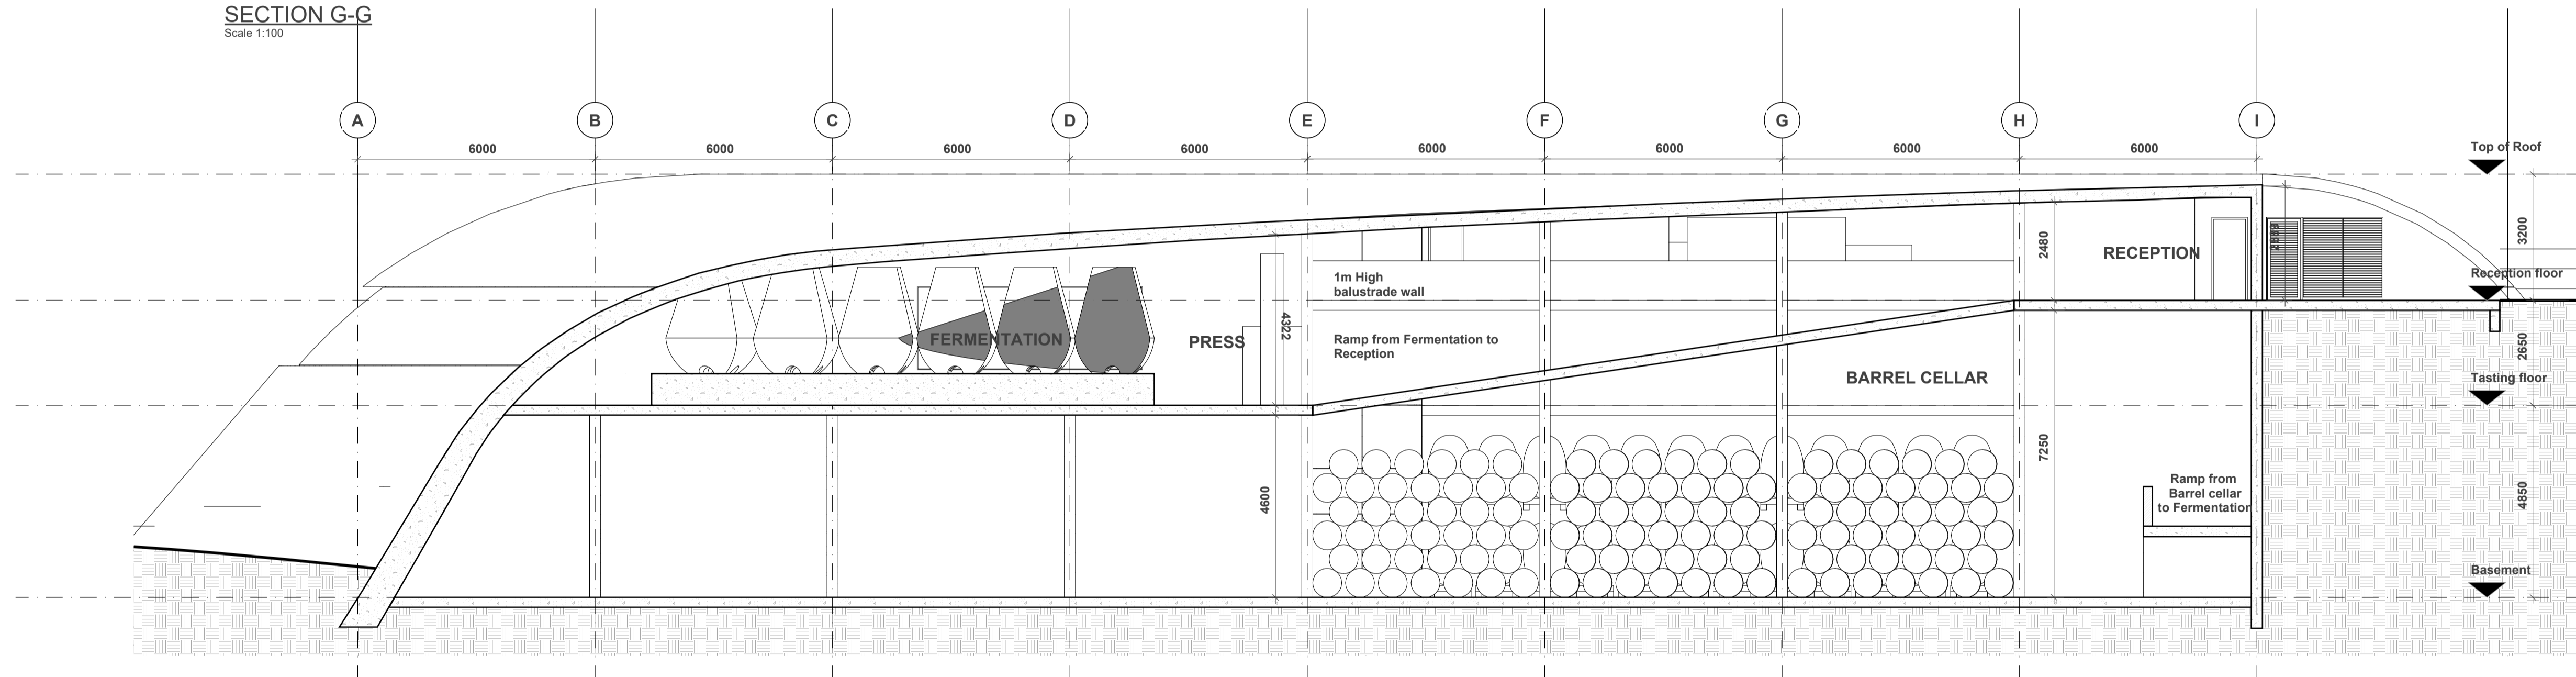 SECTION G-G
Scale 1:100
A
B
C
D
E
F
G
H
I
6000
6000
6000
6000
6000
6000
6000
6000
Top of Roof
3200
2480
RECEPTION
Reception floor
1m High
balustrade wall
4322
FERMENTATION
PRESS
Ramp from Fermentation to
Reception
2650
BARREL CELLAR
Tasting floor
7250
4600
Ramp from
Barrel cellar
to Fermentation
4850
Basement